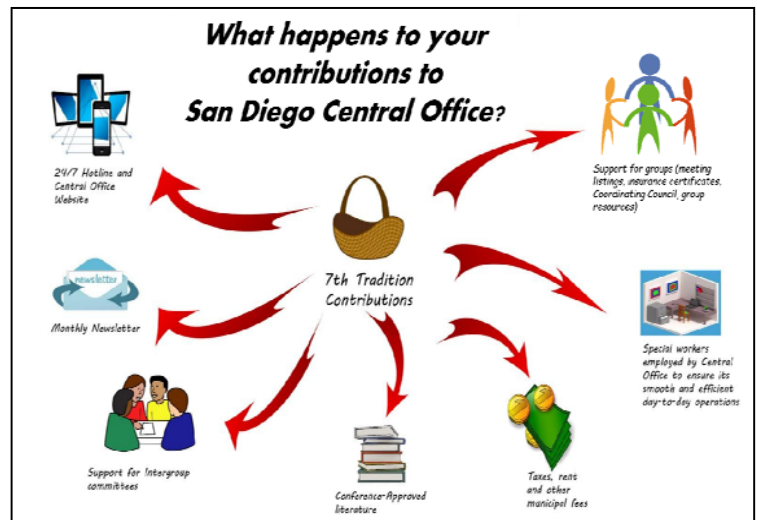 What happens to your
contributions to
San Diego Central Office?
24/7 Hotline and
Central Office
Website
Support for groups (meeting
listings, insurance certificates,
Coordinating Council, group
resources)
7th Tradition
Contributions
newsletter
Monthly Newsletter
Special workers
employed by Central
Office to ensure its
smooth and efficient
day-to-day operations
Support for Intergroup
committees
Conference-Approved
literature
Taxes, rent
and other
municipal fees